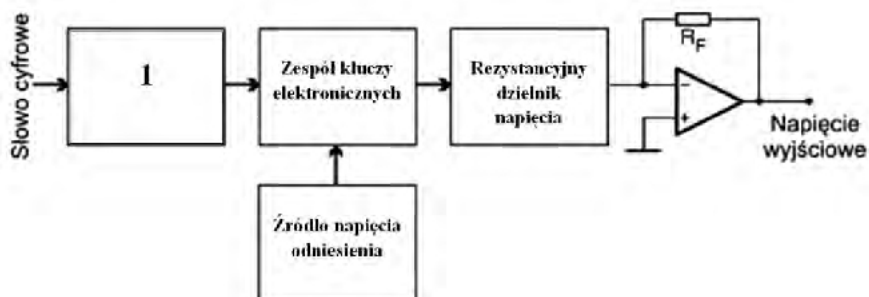 Słowo cyfrowe
1
Zespół kluczy
elektronicznych
Rezystancyjny
dzielnik
napięcia
R_F
−
+
Napięcie
wyjściowe
Źródło napięcia
odniesienia